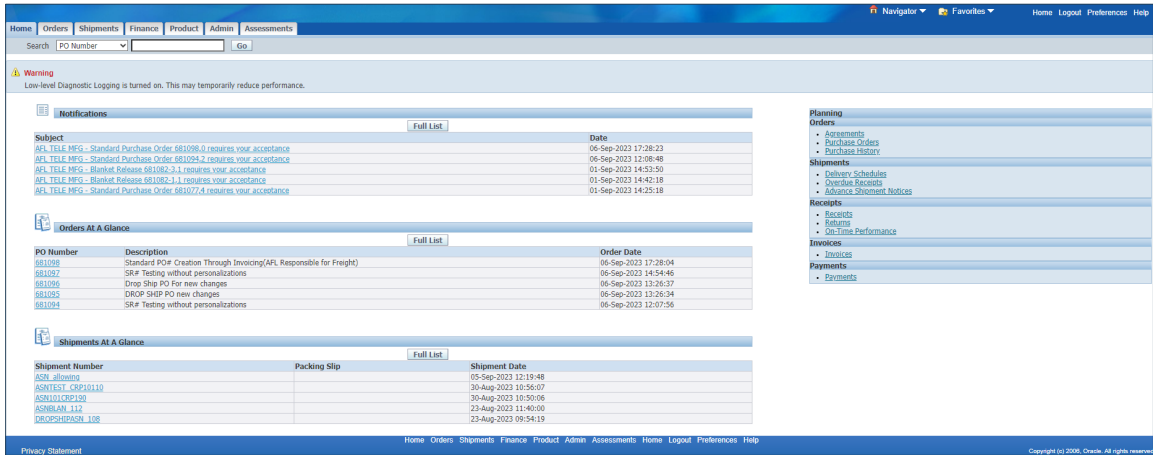 Navigator Favorites Home Logout Preferences Help
Home Orders Shipments Finance Product Admin Assessments
Search PO Number Go
Warning
Low-level Diagnostic Logging is turned on. This may temporarily reduce performance.
Notifications
Full List
Subject Date
AFL TELE MFG - Standard Purchase Order 681098,0 requires your acceptance 06-Sep-2023 17:28:23
AFL TELE MFG - Standard Purchase Order 681094,2 requires your acceptance 06-Sep-2023 12:08:48
AFL TELE MFG - Blanket Release 681082-3,1 requires your acceptance 01-Sep-2023 14:53:50
AFL TELE MFG - Blanket Release 681082-1,1 requires your acceptance 01-Sep-2023 14:42:18
AFL TELE MFG - Standard Purchase Order 681077,4 requires your acceptance 01-Sep-2023 14:25:18
Orders At A Glance
Full List
PO Number Description Order Date
681098 Standard PO# Creation Through Invoicing(AFL Responsible for Freight) 06-Sep-2023 17:28:04
681097 SR# Testing without personalizations 06-Sep-2023 14:54:46
681096 Drop Ship PO For new changes 06-Sep-2023 13:26:37
681095 DROP SHIP PO new changes 06-Sep-2023 13:26:34
681094 SR# Testing without personalizations 06-Sep-2023 12:07:56
Shipments At A Glance
Full List
Shipment Number Packing Slip Shipment Date
ASN_allowing 05-Sep-2023 12:19:48
ASNTEST_CRP10110 30-Aug-2023 10:56:07
ASN101CRP190 30-Aug-2023 10:50:06
ASNBLAN_112 23-Aug-2023 11:40:00
DROPSHIPASN_108 23-Aug-2023 09:54:19
Planning
Orders
Agreements
Purchase Orders
Purchase History
Shipments
Delivery Schedules
Overdue Receipts
Advance Shipment Notices
Receipts
Receipts
Returns
On-Time Performance
Invoices
Invoices
Payments
Payments
Home Orders Shipments Finance Product Admin Assessments Home Logout Preferences Help
Privacy Statement Copyright (c) 2006, Oracle. All rights reserved